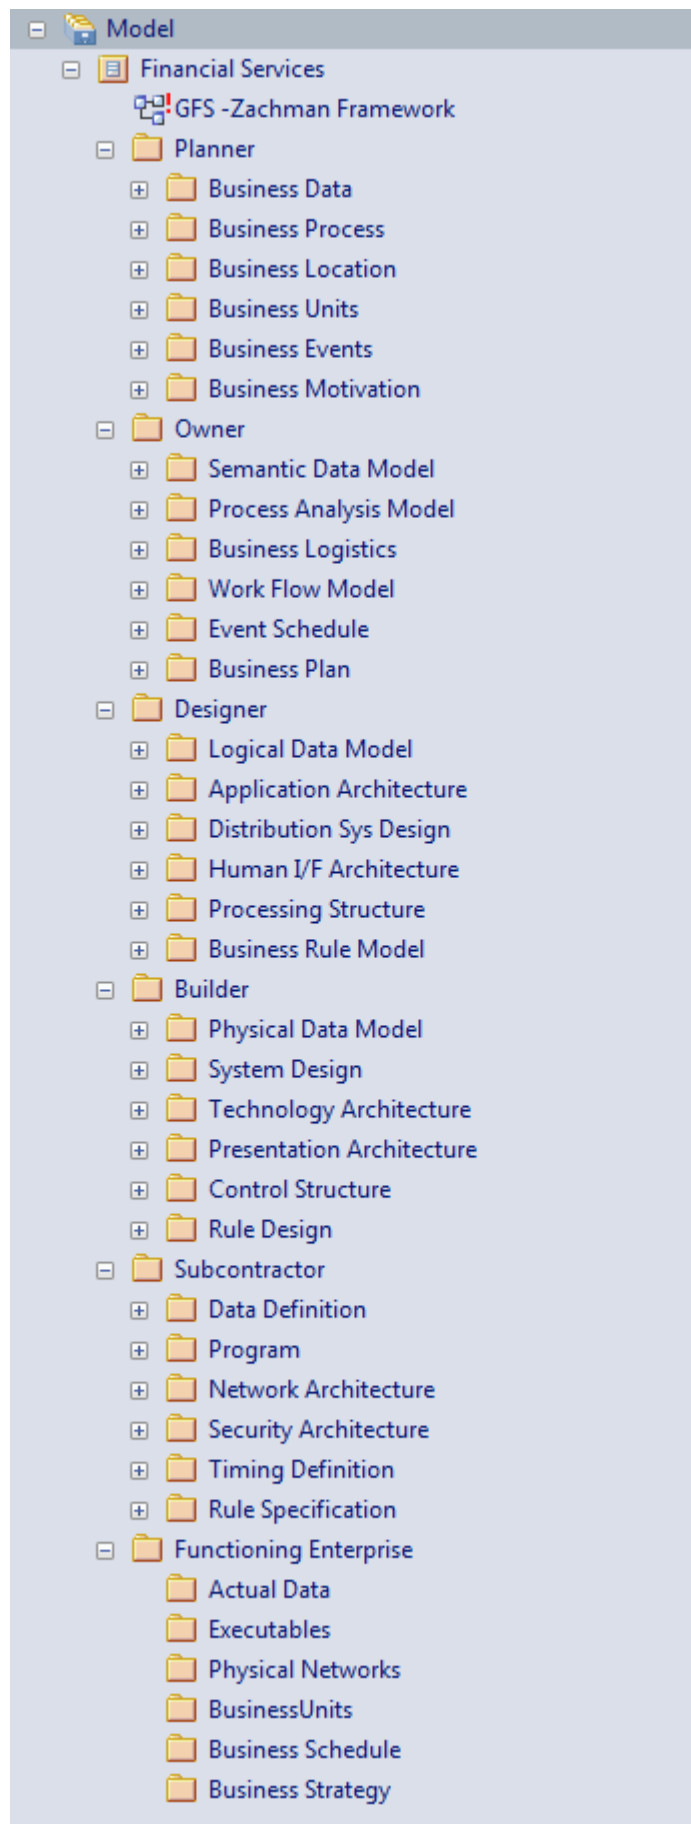 Model
Financial Services
GFS -Zachman Framework
Planner
Business Data
Business Process
Business Location
Business Units
Business Events
Business Motivation
Owner
Semantic Data Model
Process Analysis Model
Business Logistics
Work Flow Model
Event Schedule
Business Plan
Designer
Logical Data Model
Application Architecture
Distribution Sys Design
Human I/F Architecture
Processing Structure
Business Rule Model
Builder
Physical Data Model
System Design
Technology Architecture
Presentation Architecture
Control Structure
Rule Design
Subcontractor
Data Definition
Program
Network Architecture
Security Architecture
Timing Definition
Rule Specification
Functioning Enterprise
Actual Data
Executables
Physical Networks
BusinessUnits
Business Schedule
Business Strategy